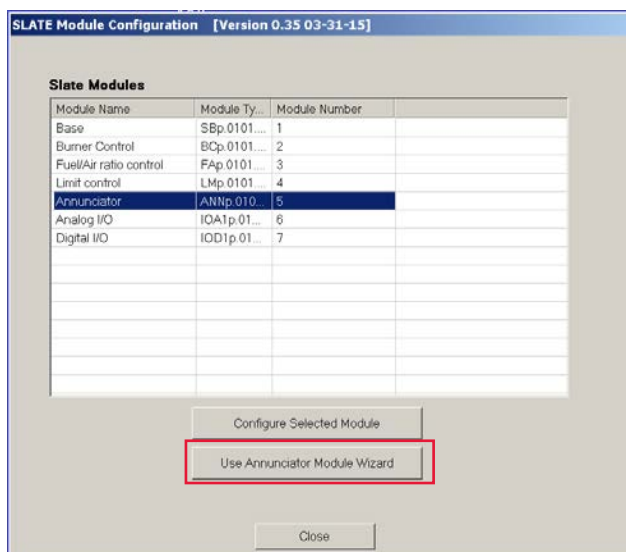 SLATE Module Configuration [Version 0.35 03-31-15]
Slate Modules
Module Name Module Ty... Module Number
Base SBp.0101.... 1
Burner Control BCp.0101... 2
Fuel/Air ratio control FAp.0101... 3
Limit control LMp.0101... 4
Annunciator ANNp.010... 5
Analog I/O IOA1p.01... 6
Digital I/O IOD1p.01... 7
Configure Selected Module
Use Annunciator Module Wizard
Close